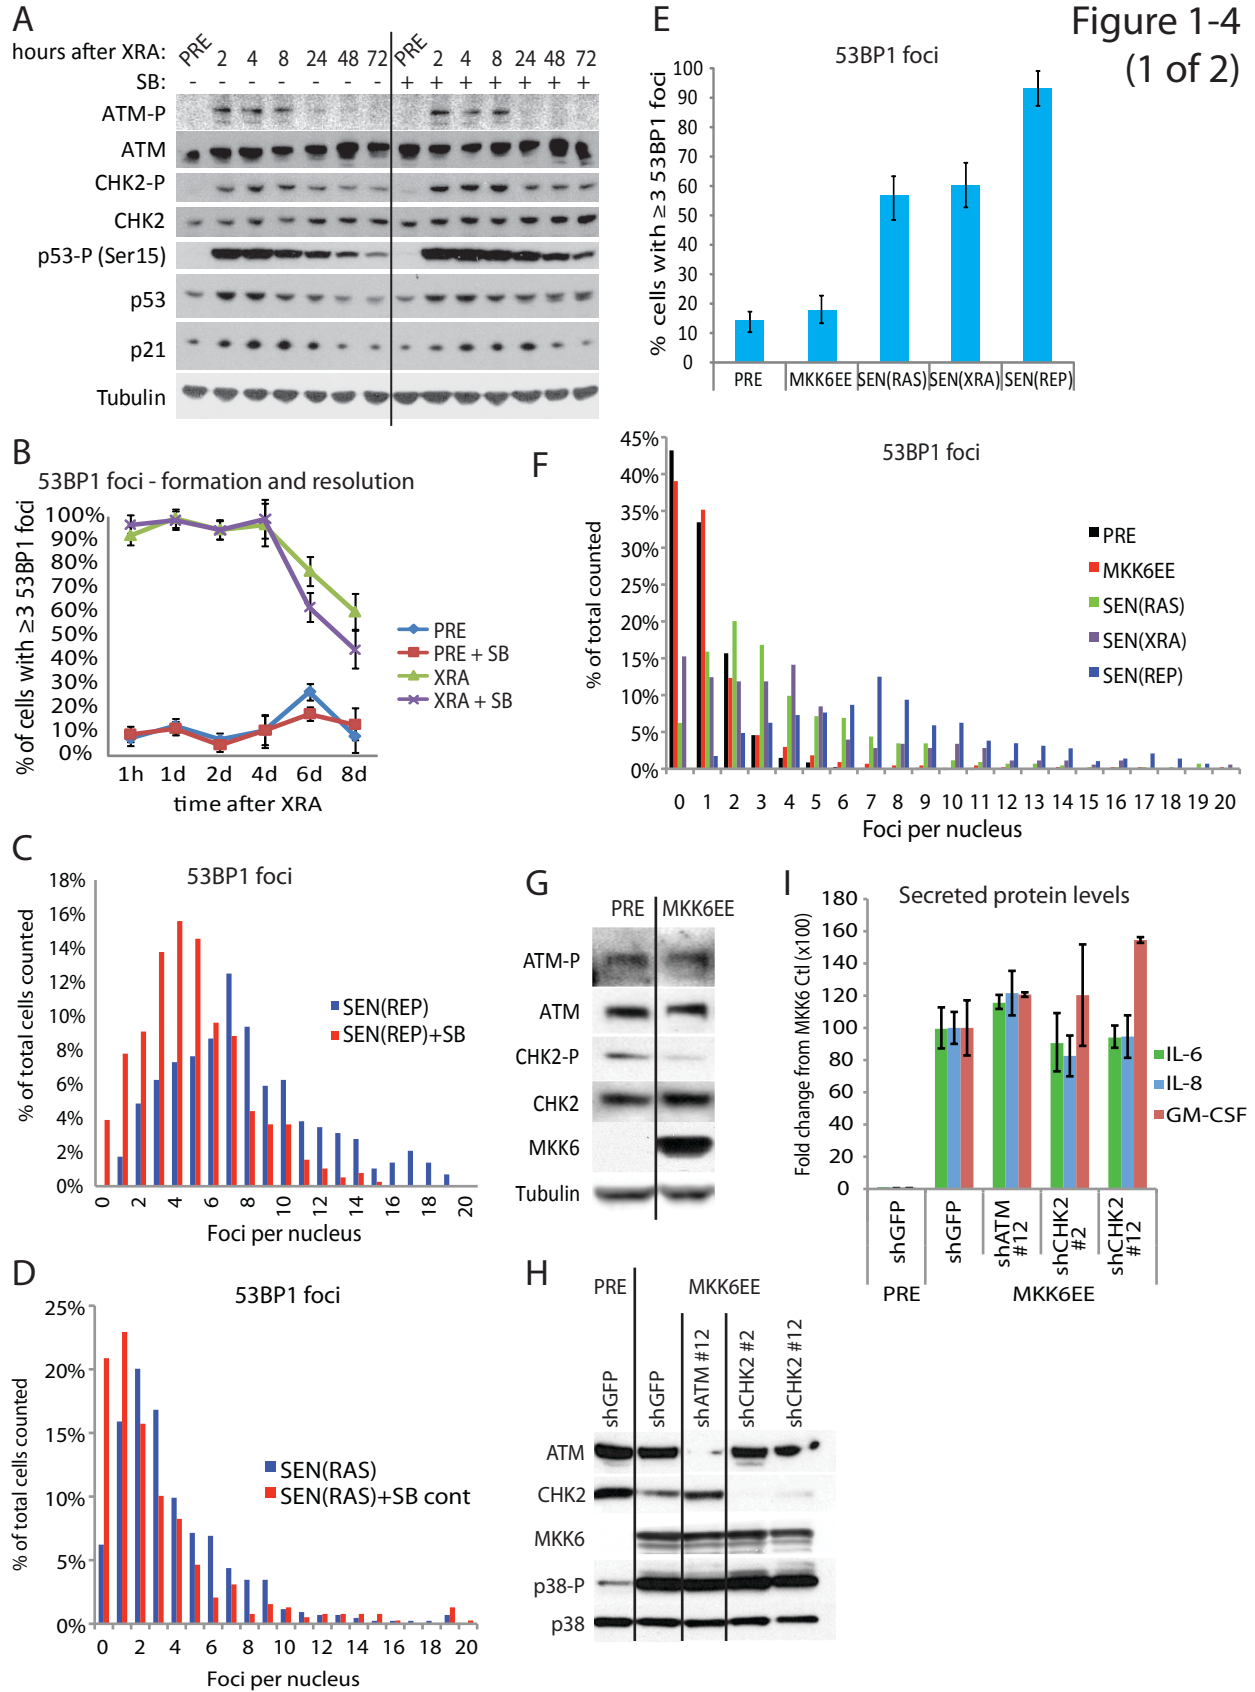 Figure 1-4
(1 of 2)
A
hours after XRA: PRE 2 4 8 24 48 72 PRE 2 4 8 24 48 72
SB: - - - - - - - + + + + + + +
ATM-P
ATM
CHK2-P
CHK2
p53-P (Ser15)
p53
p21
Tubulin
B
53BP1 foci - formation and resolution
% of cells with ≥3 53BP1 foci
100%
90%
80%
70%
60%
50%
40%
30%
20%
10%
0%
1h 1d 2d 4d 6d 8d
time after XRA
PRE
PRE + SB
XRA
XRA + SB
C
53BP1 foci
% of total cells counted
18%
16%
14%
12%
10%
8%
6%
4%
2%
0%
0 2 4 6 8 10 12 14 16 18 20
Foci per nucleus
SEN(REP)
SEN(REP)+SB
D
53BP1 foci
% of total cells counted
25%
20%
15%
10%
5%
0%
0 2 4 6 8 10 12 14 16 18 20
Foci per nucleus
SEN(RAS)
SEN(RAS)+SB cont
E
53BP1 foci
% cells with ≥3 53BP1 foci
100
90
80
70
60
50
40
30
20
10
0
PRE MKK6EE SEN(RAS) SEN(XRA) SEN(REP)
F
53BP1 foci
% of total counted
45%
40%
35%
30%
25%
20%
15%
10%
5%
0%
0 1 2 3 4 5 6 7 8 9 10 11 12 13 14 15 16 17 18 19 20
Foci per nucleus
PRE
MKK6EE
SEN(RAS)
SEN(XRA)
SEN(REP)
G
PRE MKK6EE
ATM-P
ATM
CHK2-P
CHK2
MKK6
Tubulin
H
PRE MKK6EE
shGFP shGFP shATM #12 shCHK2 #2 shCHK2 #12
ATM
CHK2
MKK6
p38-P
p38
I
Secreted protein levels
Fold change from MKK6 Ctl (x100)
180
160
140
120
100
80
60
40
20
0
shGFP shGFP shATM #12 shCHK2 #2 shCHK2 #12
PRE MKK6EE
IL-6
IL-8
GM-CSF